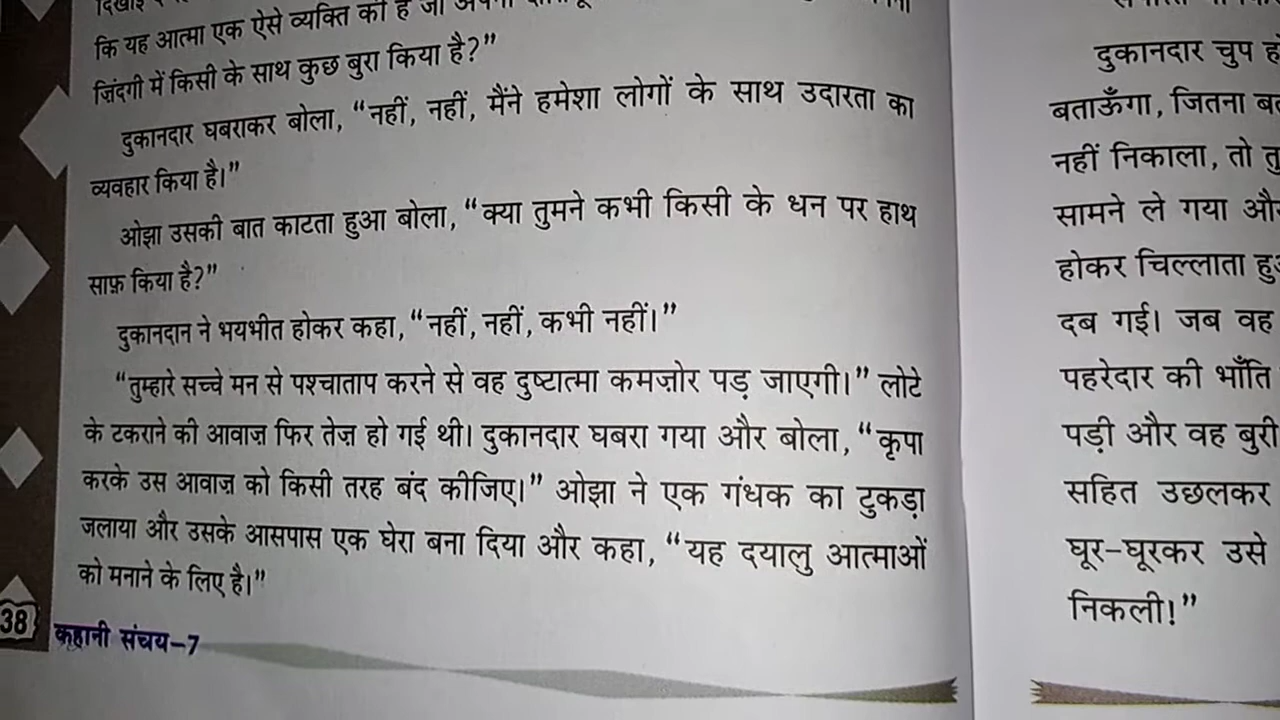 कि यह आत्मा एक ऐसे व्यक्ति की है जो
ज़िंदगी में किसी के साथ कुछ बुरा किया है?”
दुकानदार घबराकर बोला, “नहीं, नहीं, मैंने हमेशा लोगों के साथ उदारता का
व्यवहार किया है।”
ओझा उसकी बात काटता हुआ बोला, “क्या तुमने कभी किसी के धन पर हाथ
साफ़ किया है?”
दुकानदान ने भयभीत होकर कहा, “नहीं, नहीं, कभी नहीं।”
“तुम्हारे सच्चे मन से पश्चाताप करने से वह दुष्टात्मा कमज़ोर पड़ जाएगी।” लोटे
के टकराने की आवाज़ फिर तेज़ हो गई थी। दुकानदार घबरा गया और बोला, “कृपा
करके उस आवाज़ को किसी तरह बंद कीजिए।” ओझा ने एक गंधक का टुकड़ा
जलाया और उसके आसपास एक घेरा बना दिया और कहा, “यह दयालु आत्माओं
को मनाने के लिए है।”
38
कहानी संचय–7
दुकानदार चुप
बताऊँगा, जितना
नहीं निकाला, तो
सामने ले गया
होकर चिल्लाता
दब गई। जब वह
पहरेदार की भाँति
पड़ी और वह बुरी
सहित उछलकर
घूर-घूरकर उसे
निकली!”